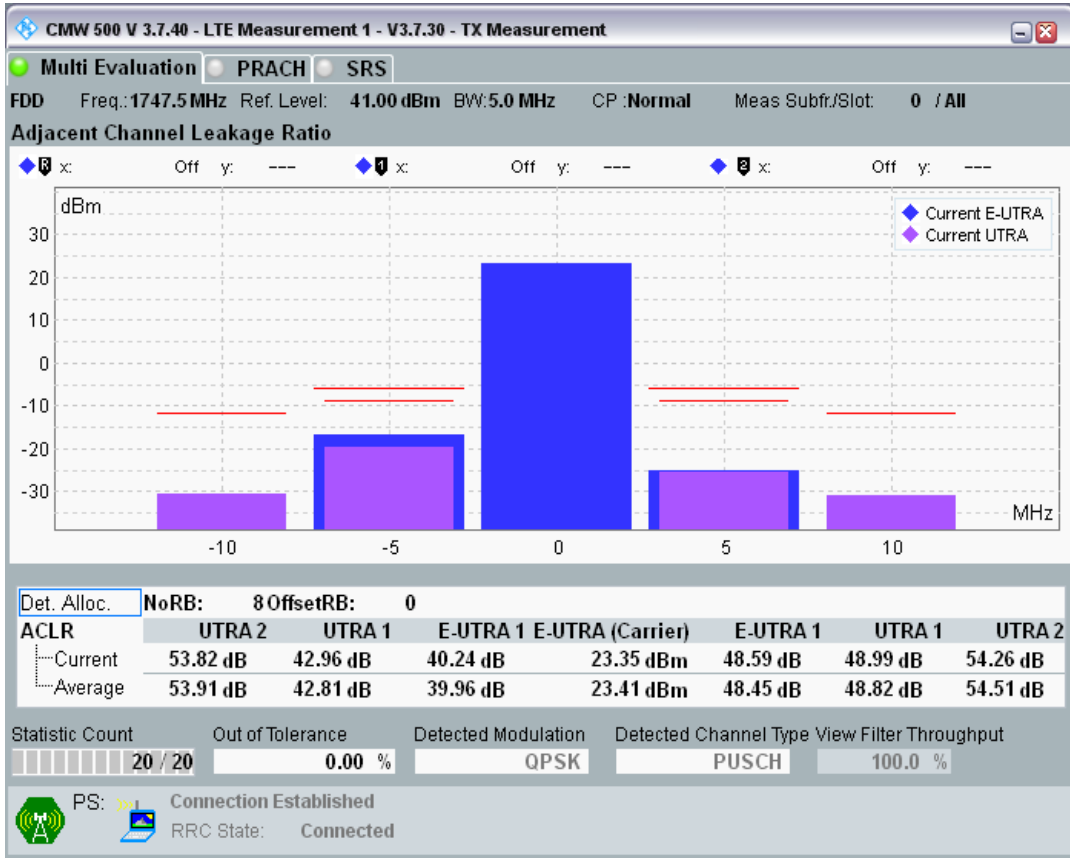 CMW 500 V 3.7.40 - LTE Measurement 1 - V3.7.30 - TX Measurement
Multi Evaluation PRACH SRS
FDD Freq.:1747.5 MHz Ref. Level: 41.00 dBm BW:5.0 MHz CP :Normal Meas Subfr./Slot: 0 / All
Adjacent Channel Leakage Ratio
R x: Off y: --- 1 x: Off y: --- 2 x: Off y: ---
dBm
Current E-UTRA
Current UTRA
30
20
10
0
-10
-20
-30
MHz
-10 -5 0 5 10
Det. Alloc. NoRB: 8 OffsetRB: 0
ACLR UTRA 2 UTRA 1 E-UTRA 1 E-UTRA (Carrier) E-UTRA 1 UTRA 1 UTRA 2
Current 53.82 dB 42.96 dB 40.24 dB 23.35 dBm 48.59 dB 48.99 dB 54.26 dB
Average 53.91 dB 42.81 dB 39.96 dB 23.41 dBm 48.45 dB 48.82 dB 54.51 dB
Statistic Count Out of Tolerance Detected Modulation Detected Channel Type View Filter Throughput
20 / 20 0.00 % QPSK PUSCH 100.0 %
PS: Connection Established
RRC State: Connected